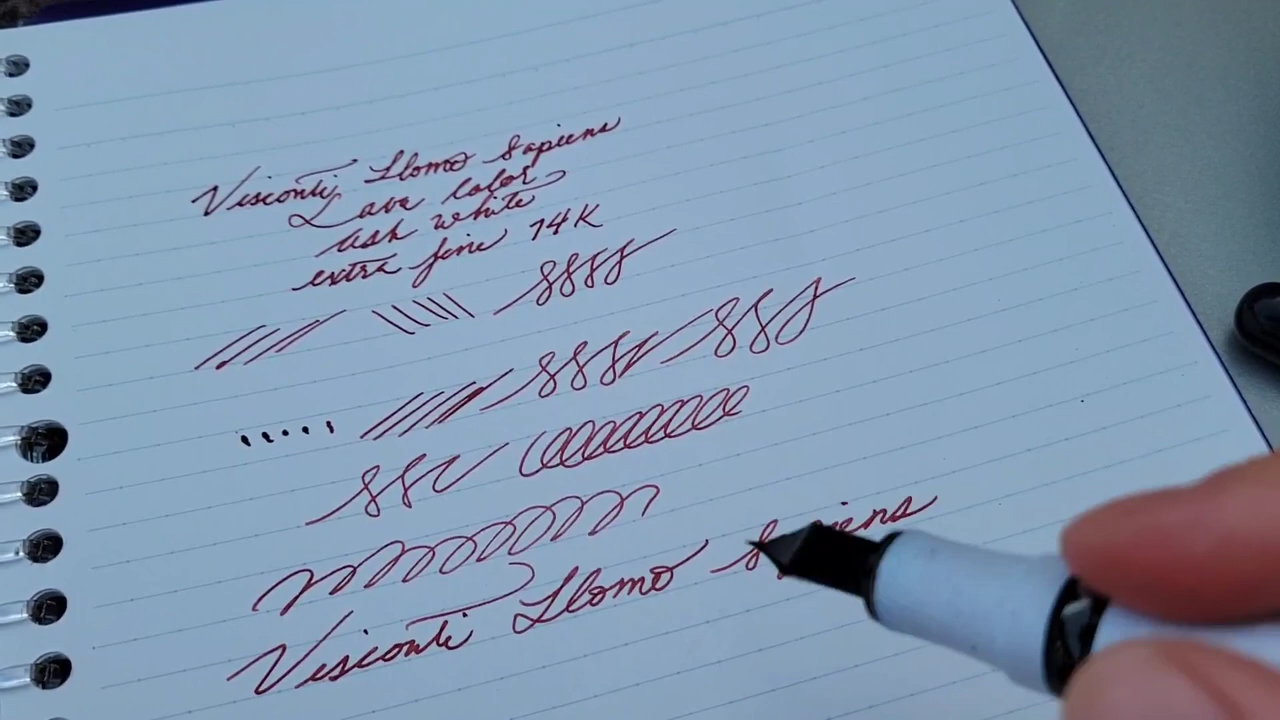 Visconti Homo Sapiens
Lava Color
Ash white
extra fine 14K
Visconti Homo Sapiens